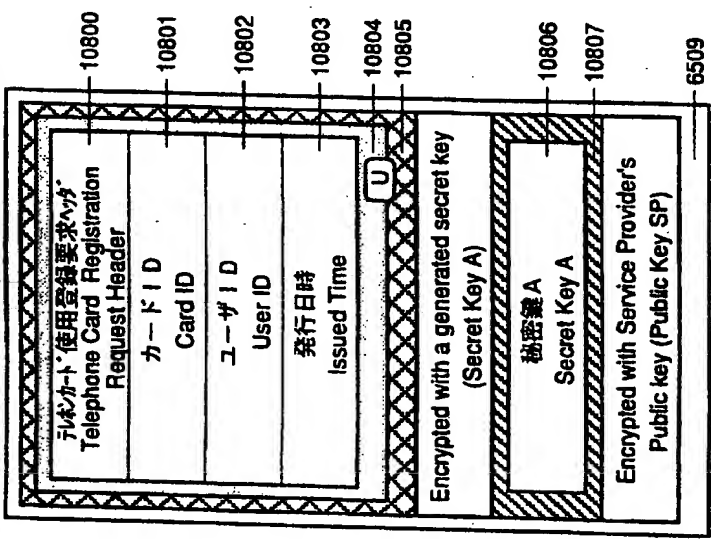 テレホンカード使用登録要求ヘッダ
Telephone Card Registration
Request Header
カードID
Card ID
ユーザID
User ID
発行日時
Issued Time
U
Encrypted with a generated secret key
(Secret Key A)
秘密鍵A
Secret Key A
Encrypted with Service Provider's
Public key (Public Key SP)
10800
10801
10802
10803
10804
10805
10806
10807
6509